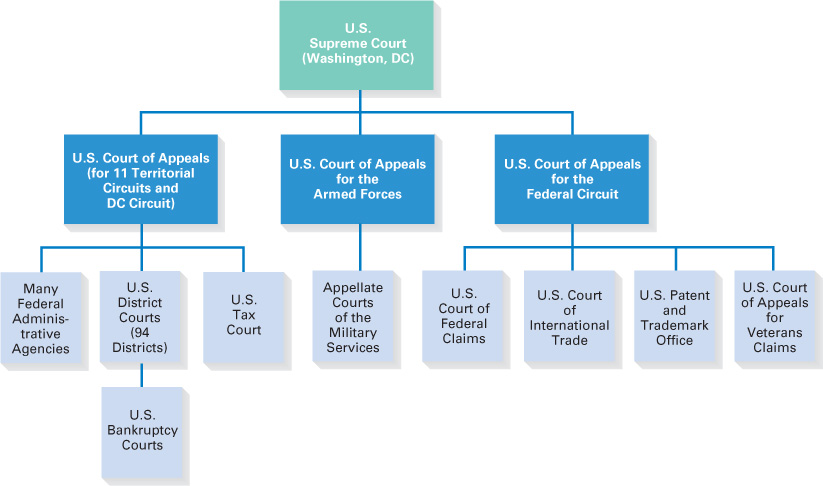 U.S.
Supreme Court
(Washington, DC)
U.S. Court of Appeals
(for 11 Territorial
Circuits and
DC Circuit)
U.S. Court of Appeals
for the
Armed Forces
U.S. Court of Appeals
for the
Federal Circuit
Many
Federal
Adminis-
trative
Agencies
U.S.
District
Courts
(94
Districts)
U.S.
Tax
Court
Appellate
Courts
of the
Military
Services
U.S.
Court of
Federal
Claims
U.S. Court
of
International
Trade
U.S. Patent
and
Trademark
Office
U.S. Court
of Appeals
for
Veterans
Claims
U.S.
Bankruptcy
Courts